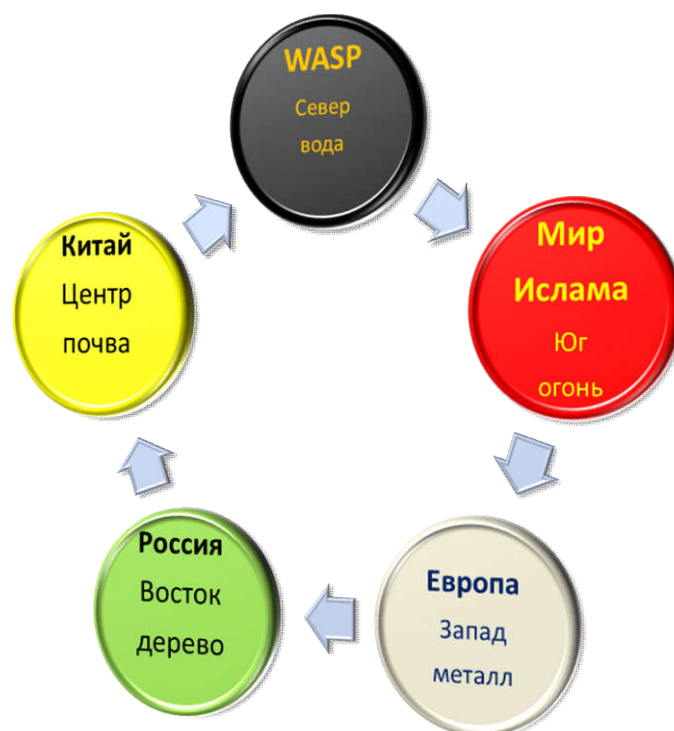 WASP
Север
вода
Мир
Ислама
Юг
огонь
Европа
Запад
металл
Россия
Восток
дерево
Китай
Центр
почва